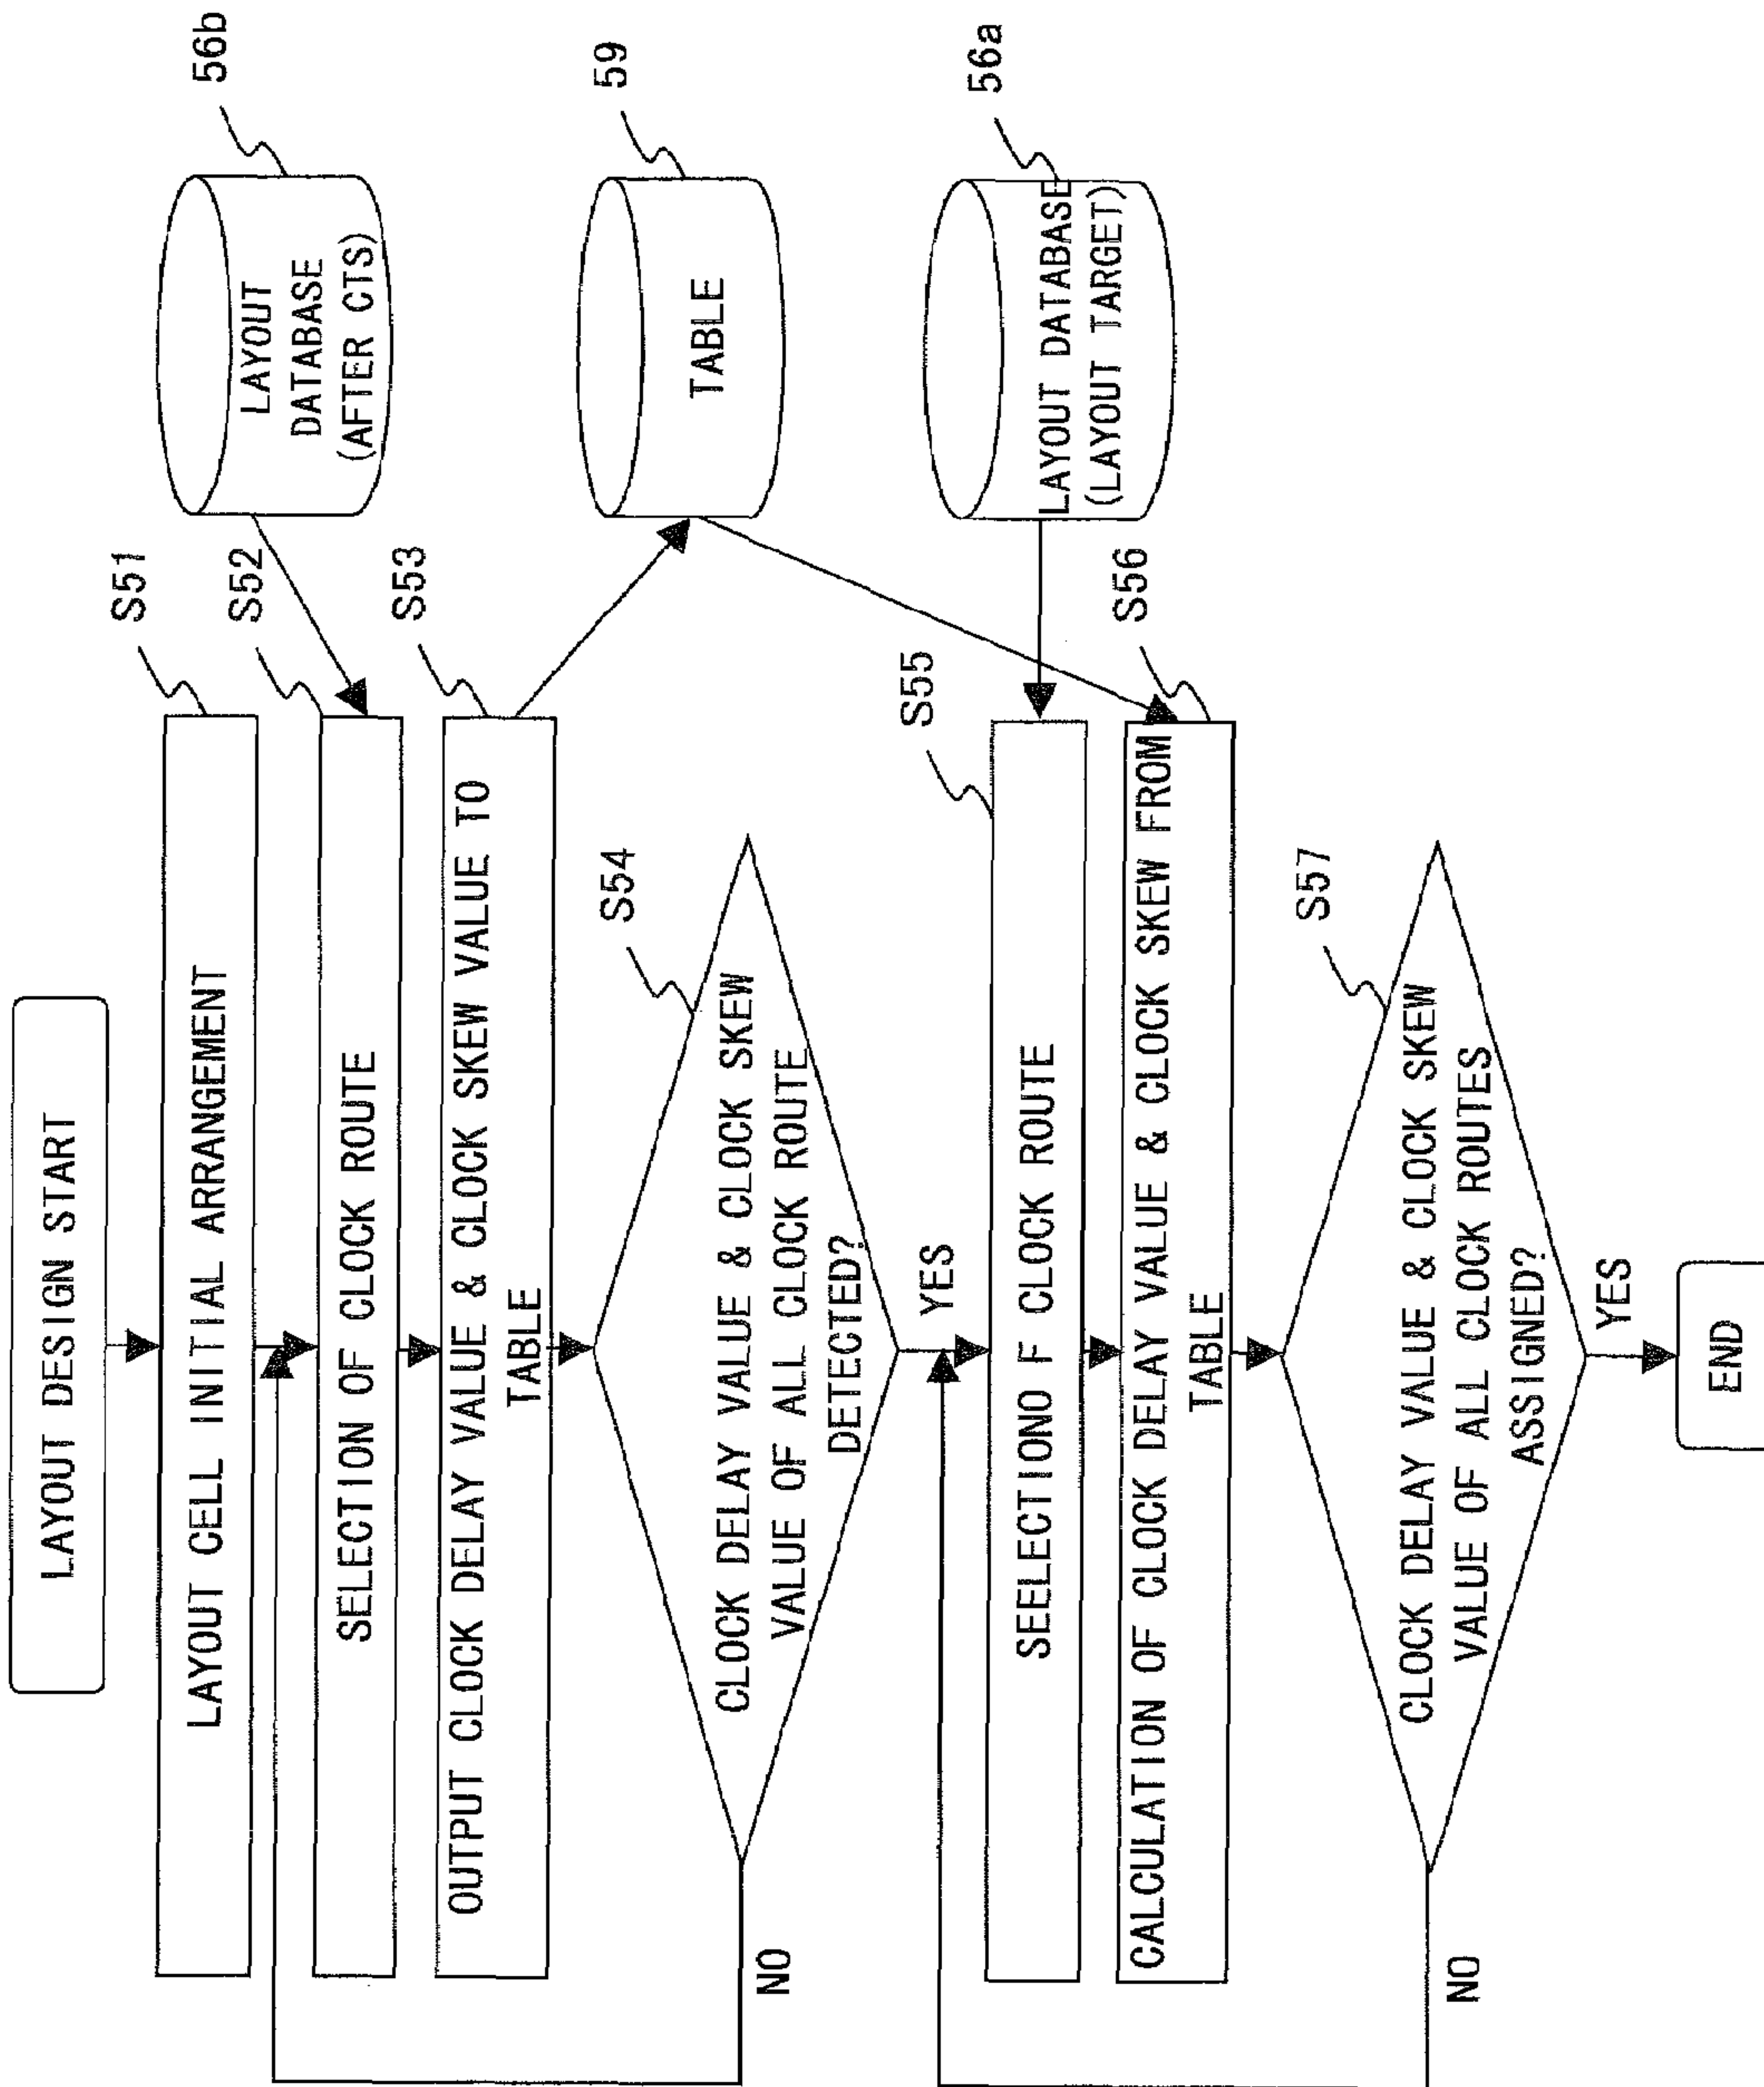 LAYOUT DESIGN START
S51
LAYOUT CELL INITIAL ARRANGEMENT
S52
SELECTION OF CLOCK ROUTE
56b
LAYOUT
DATABASE
(AFTER CTS)
S53
OUTPUT CLOCK DELAY VALUE & CLOCK SKEW VALUE TO
TABLE
59
TABLE
S54
CLOCK DELAY VALUE & CLOCK SKEW
VALUE OF ALL CLOCK ROUTE
DETECTED?
NO
YES
S55
SEELECTIONO F CLOCK ROUTE
56a
LAYOUT DATABASE
(LAYOUT TARGET)
S56
CALCULATION OF CLOCK DELAY VALUE & CLOCK SKEW FROM
TABLE
S57
CLOCK DELAY VALUE & CLOCK SKEW
VALUE OF ALL CLOCK ROUTES
ASSIGNED?
NO
YES
END